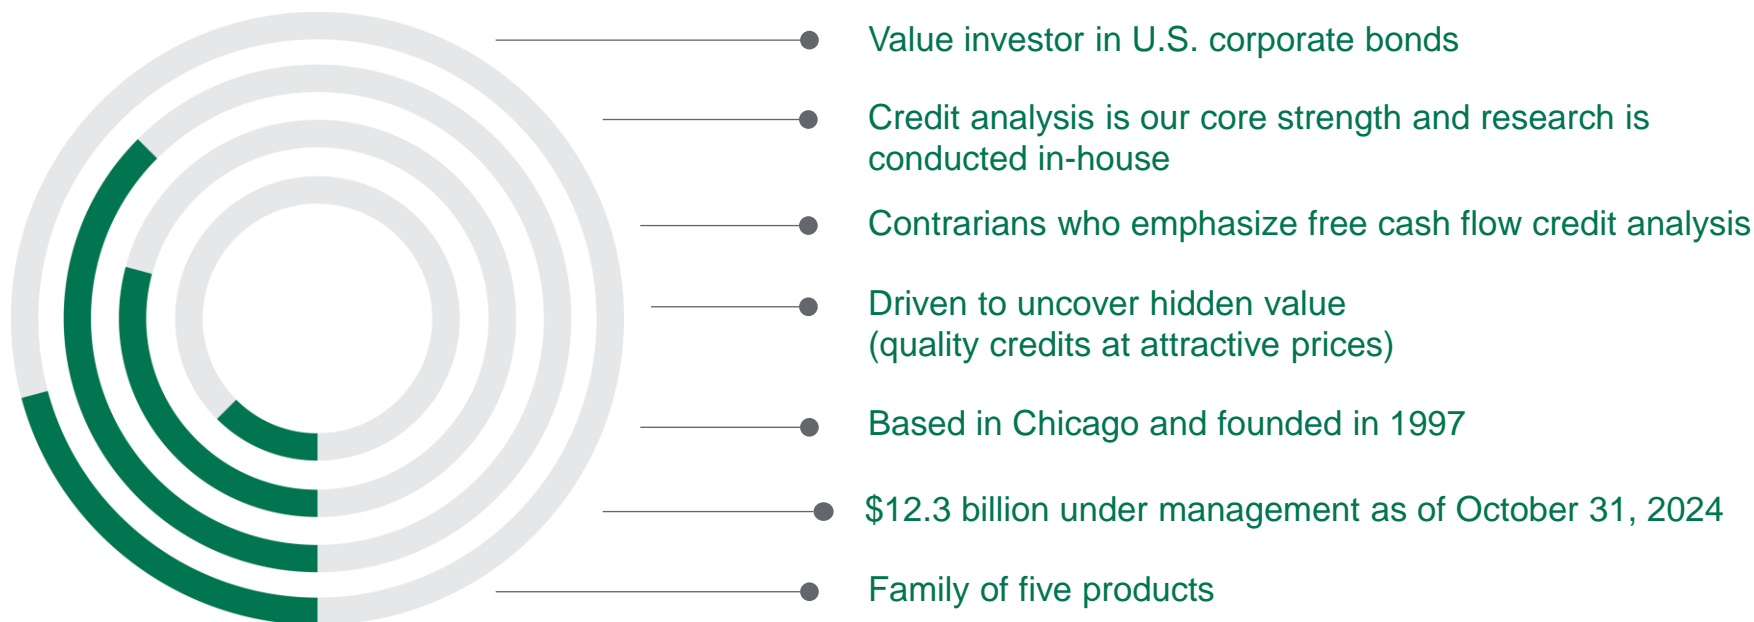 Value investor in U.S. corporate bonds
Credit analysis is our core strength and research is
conducted in-house
Contrarians who emphasize free cash flow credit analysis
Driven to uncover hidden value
(quality credits at attractive prices)
Based in Chicago and founded in 1997
$12.3 billion under management as of October 31, 2024
Family of five products